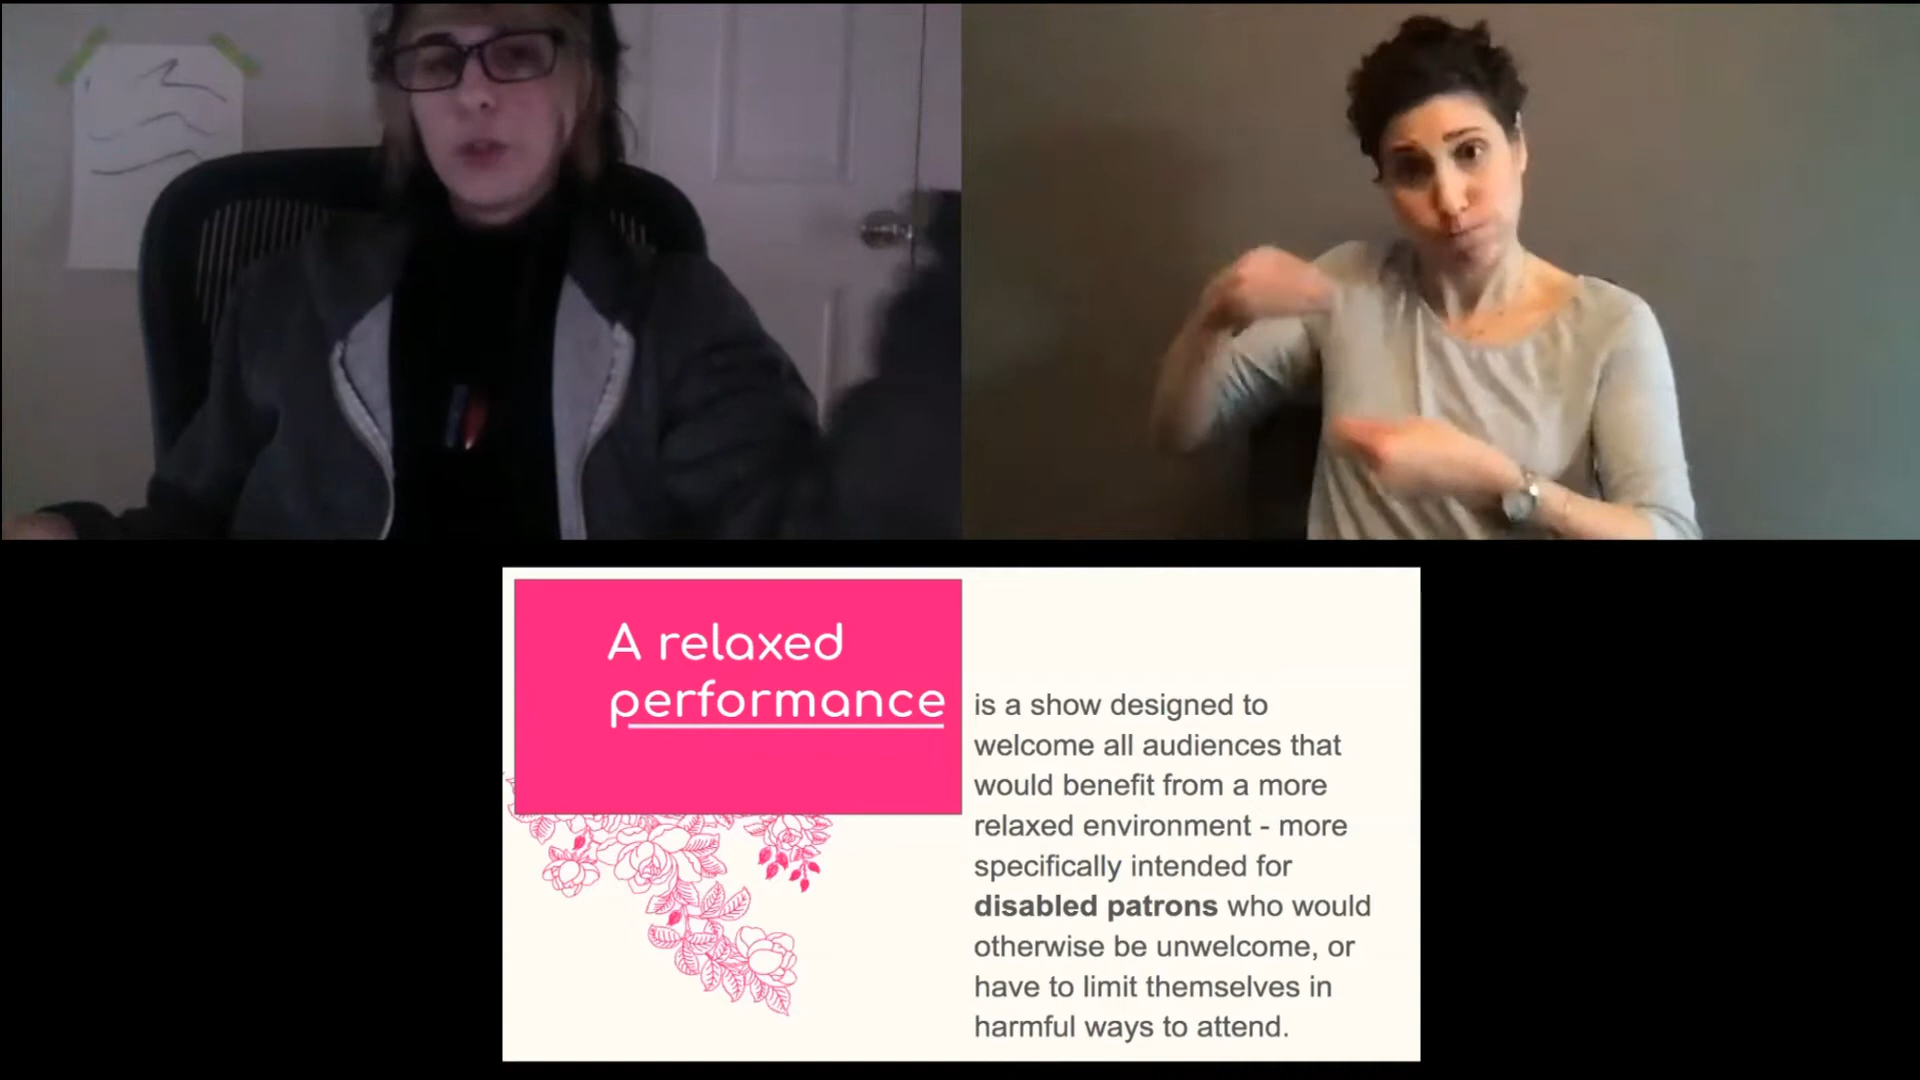 A relaxed
performance
is a show designed to
welcome all audiences that
would benefit from a more
relaxed environment - more
specifically intended for
disabled patrons who would
otherwise be unwelcome, or
have to limit themselves in
harmful ways to attend.